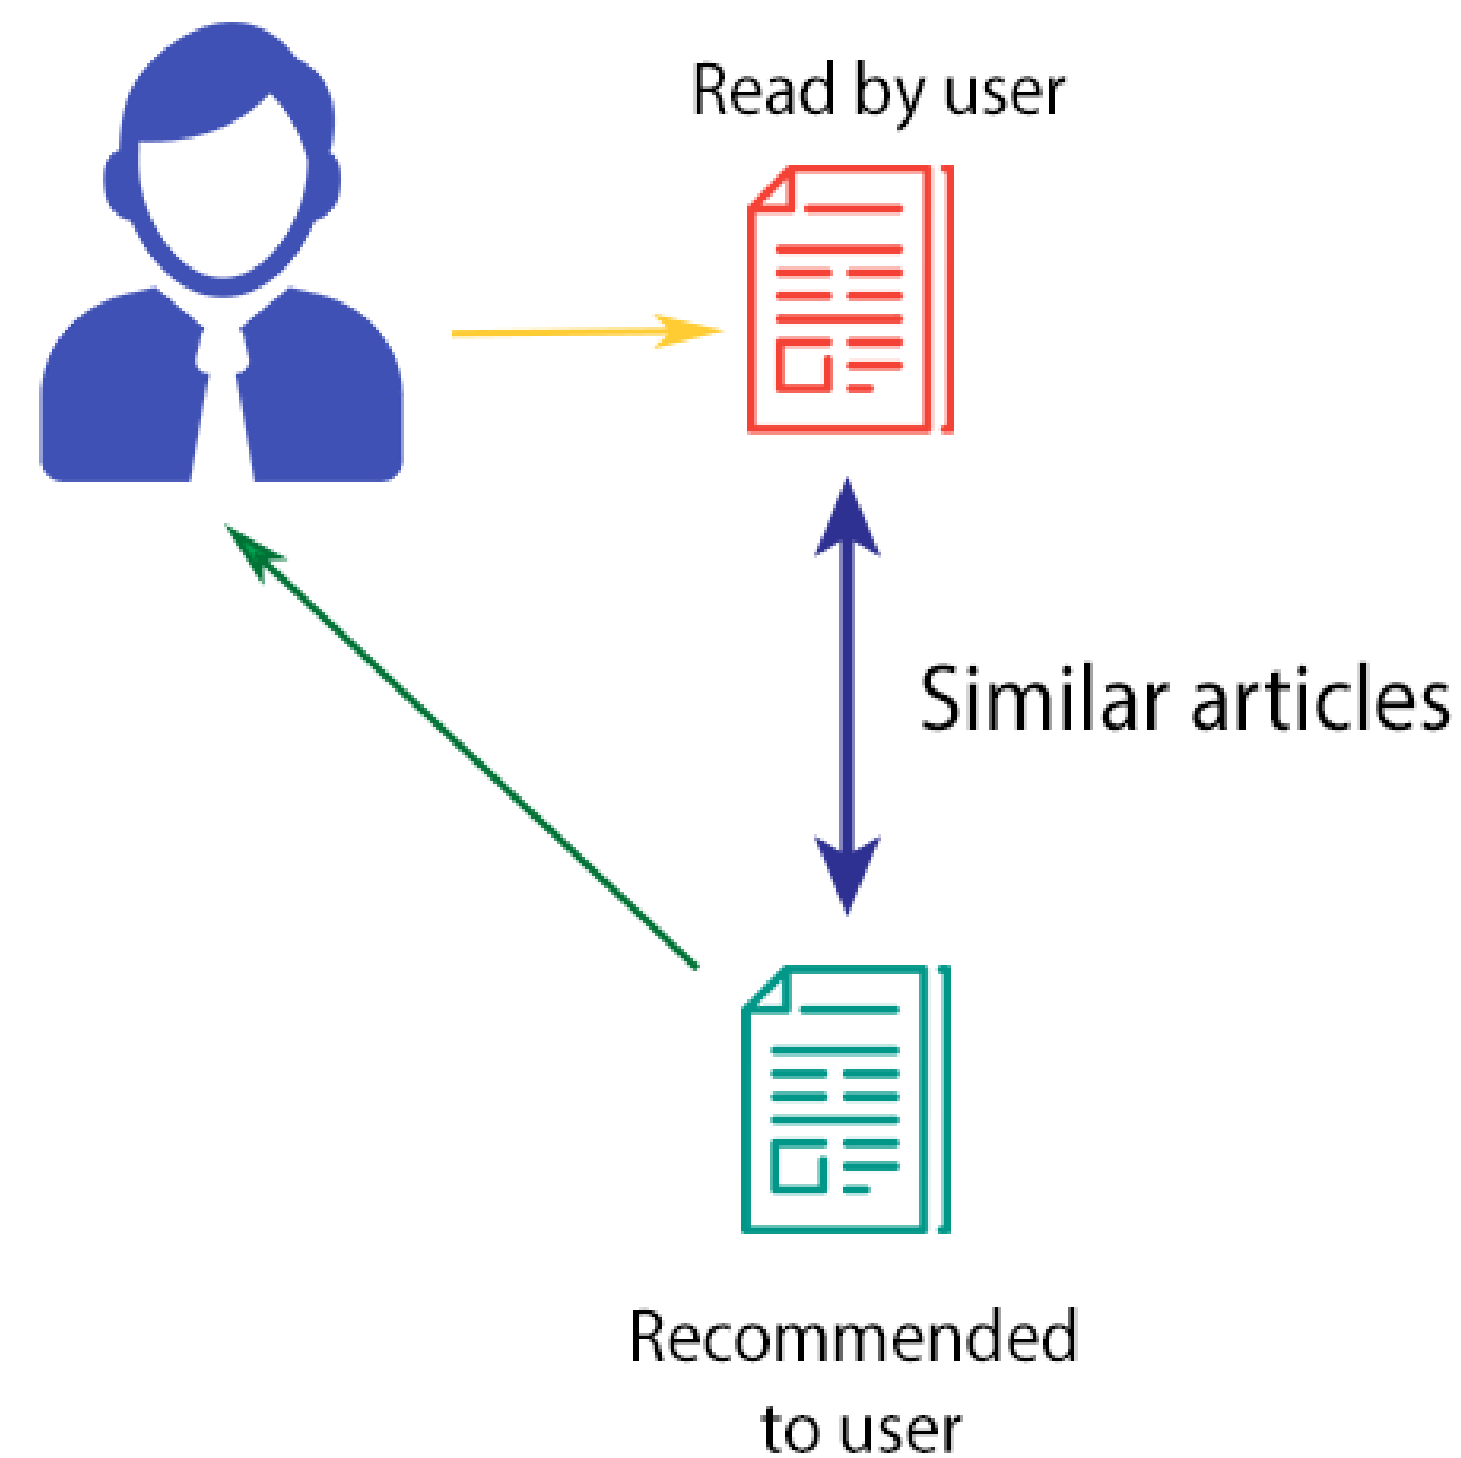 Read by user
Similar articles
Recommended
to user